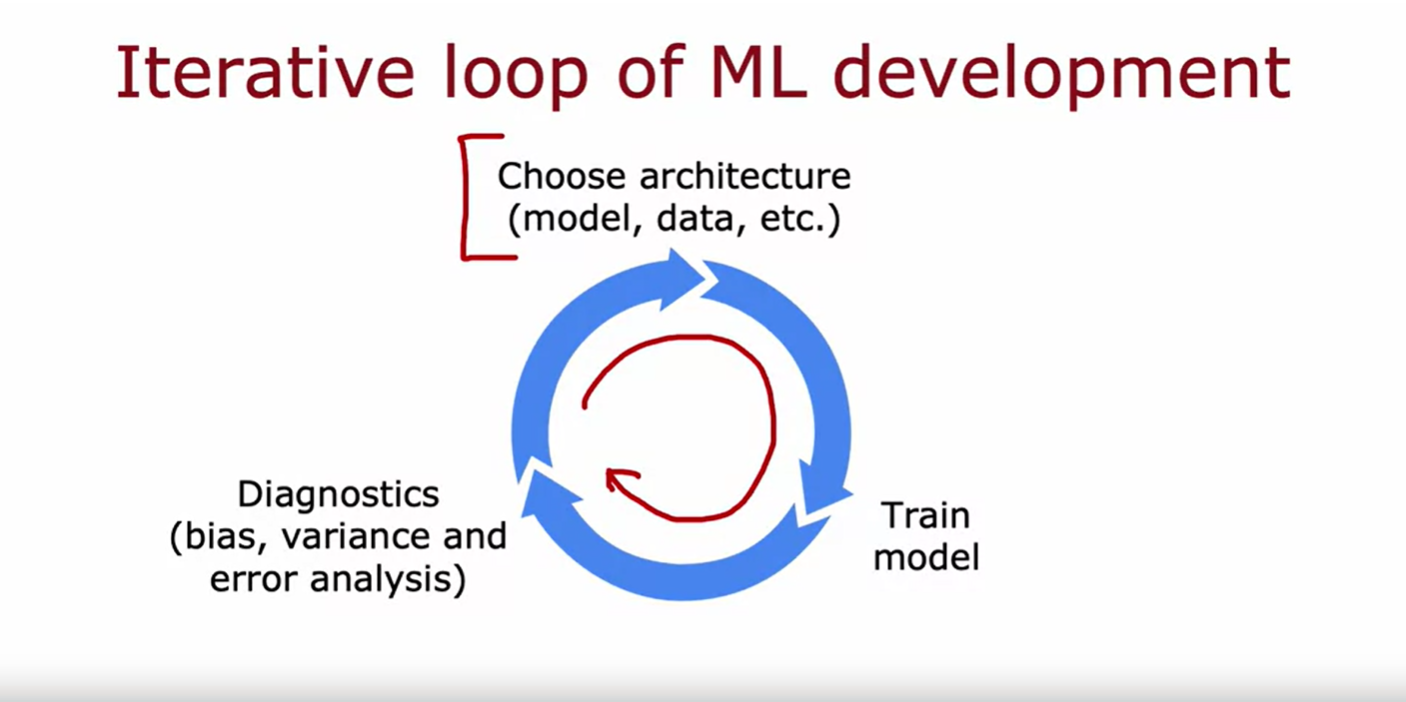 Iterative loop of ML development
Choose architecture
(model, data, etc.)
Diagnostics
(bias, variance and
error analysis)
Train
model